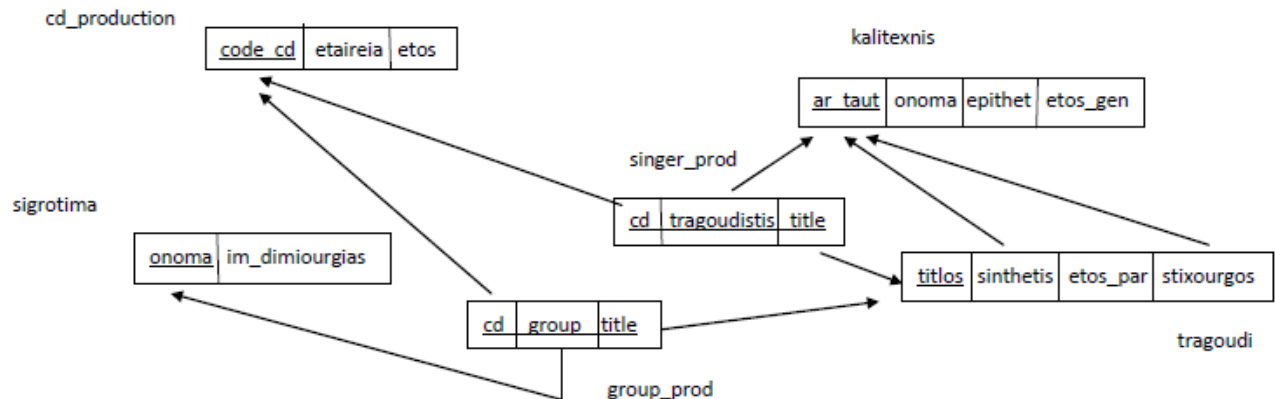 cd_production
code_cd etaireia etos
kalitexnis
ar_taut onoma epithet etos_gen
singer_prod
cd tragoudistis title
sigrotima
onoma im_dimiourgias
titlos sinthetis etos_par stixourgos
cd group title
tragoudi
group_prod